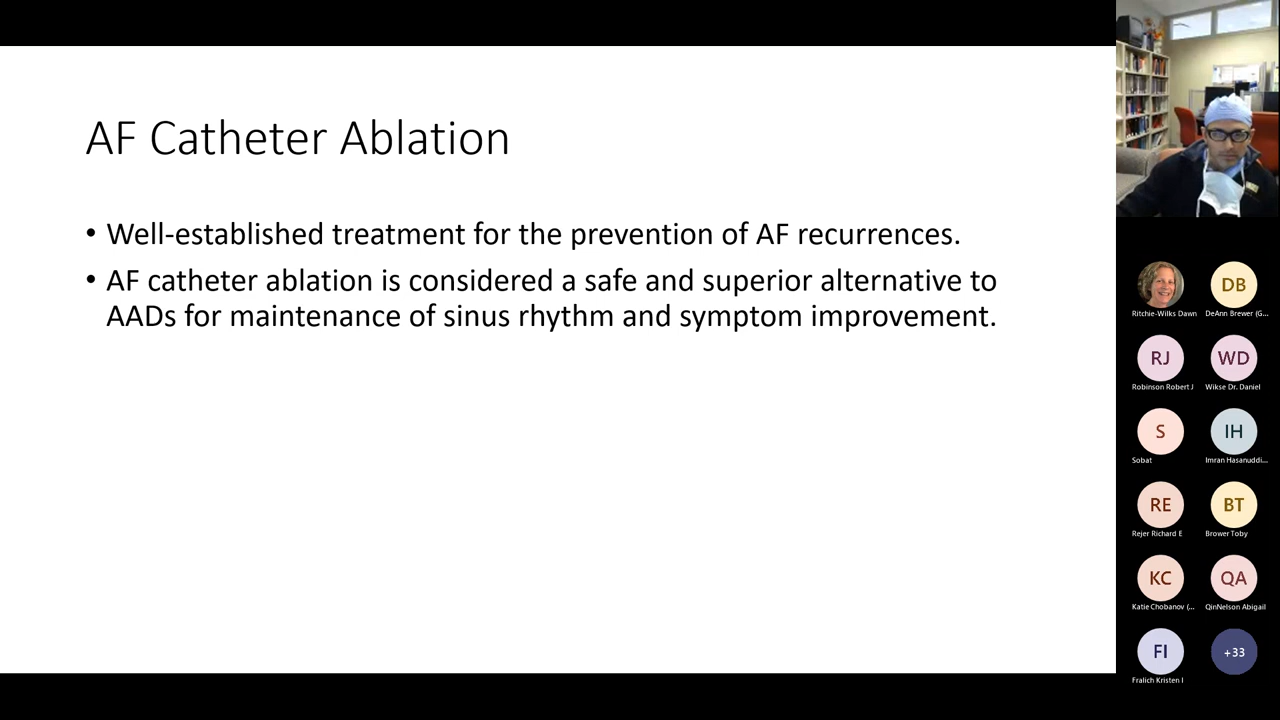 AF Catheter Ablation
• Well-established treatment for the prevention of AF recurrences.
• AF catheter ablation is considered a safe and superior alternative to
AADs for maintenance of sinus rhythm and symptom improvement.
Ritchie-Wilks Dawn
DB
DeAnn Brewer (G...
RJ
Robinson Robert J
WD
Wikse Dr. Daniel
S
Sobat
IH
Imran Hasanuddi...
RE
Rejer Richard E
BT
Brower Toby
KC
Katie Chobanov (...
QA
QinNelson Abigail
FI
Fralich Kristen I
+33